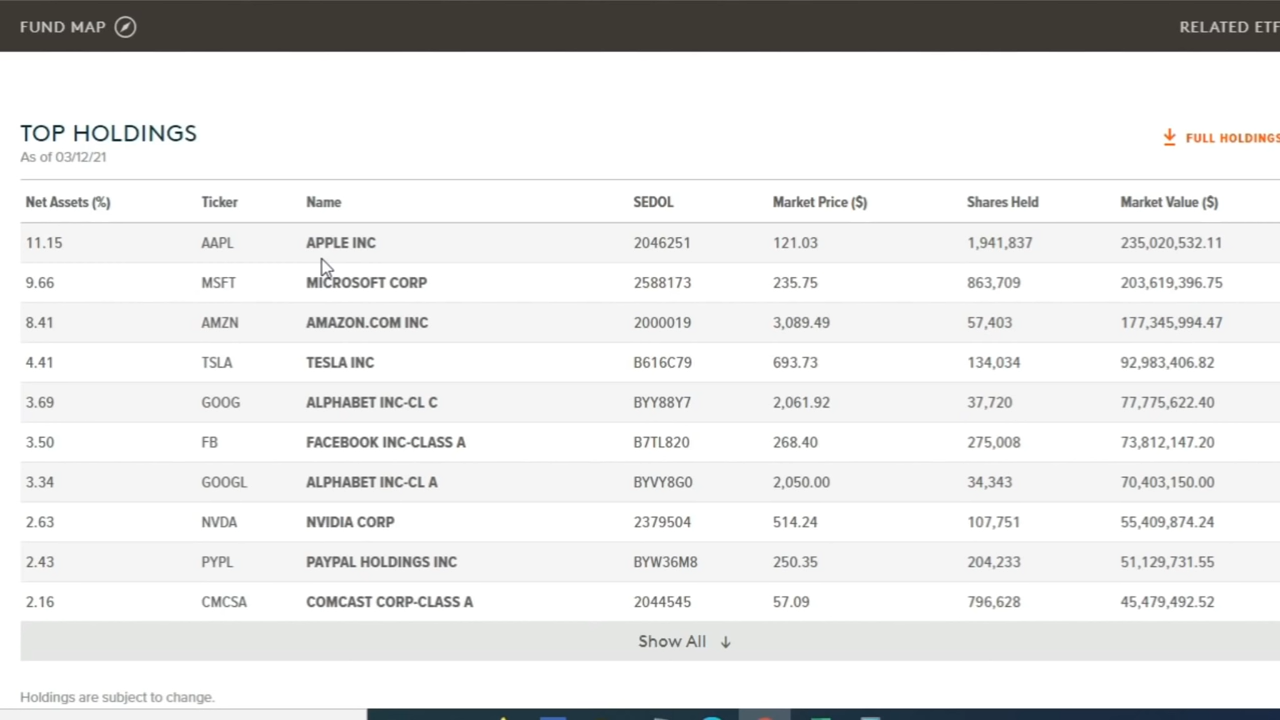 FUND MAP
RELATED ETF
TOP HOLDINGS
As of 03/12/21
FULL HOLDINGS
Net Assets (%) Ticker Name SEDOL Market Price ($) Shares Held Market Value ($)
11.15 AAPL APPLE INC 2046251 121.03 1,941,837 235,020,532.11
9.66 MSFT MICROSOFT CORP 2588173 235.75 863,709 203,619,396.75
8.41 AMZN AMAZON.COM INC 2000019 3,089.49 57,403 177,345,994.47
4.41 TSLA TESLA INC B616C79 693.73 134,034 92,983,406.82
3.69 GOOG ALPHABET INC-CL C BYY88Y7 2,061.92 37,720 77,775,622.40
3.50 FB FACEBOOK INC-CLASS A B7TL820 268.40 275,008 73,812,147.20
3.34 GOOGL ALPHABET INC-CL A BYVY8G0 2,050.00 34,343 70,403,150.00
2.63 NVDA NVIDIA CORP 2379504 514.24 107,751 55,409,874.24
2.43 PYPL PAYPAL HOLDINGS INC BYW36M8 250.35 204,233 51,129,731.55
2.16 CMCSA COMCAST CORP-CLASS A 2044545 57.09 796,628 45,479,492.52
Show All
Holdings are subject to change.